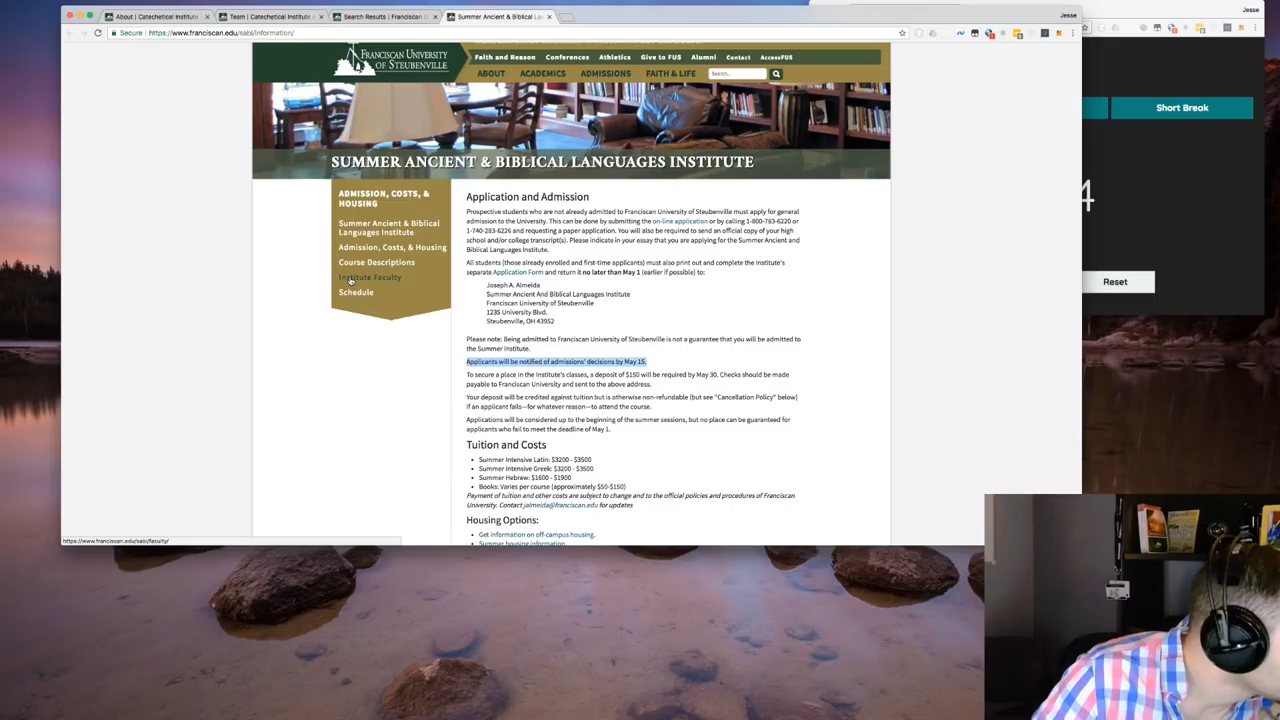 About | Catechetical Institute
Team | Catechetical Institute
Search Results | Franciscan
Summer Ancient & Biblical La
Jesse
Jesse
Secure
https://www.franciscan.edu/sabl/information/
FRANCISCAN UNIVERSITY
OF STEUBENVILLE
Faith and Reason Conferences Athletics Give to FUS Alumni Contact AccessFUS
ABOUT ACADEMICS ADMISSIONS FAITH & LIFE Search...
SUMMER ANCIENT & BIBLICAL LANGUAGES INSTITUTE
ADMISSION, COSTS, &
HOUSING
Summer Ancient & Biblical
Languages Institute
Admission, Costs, & Housing
Course Descriptions
Institute Faculty
Schedule
Application and Admission
Prospective students who are not already admitted to Franciscan University of Steubenville must apply for general
admission to the University. This can be done by submitting the on-line application or by calling 1-800-783-6220 or
1-740-283-6226 and requesting a paper application. You will also be required to send an official copy of your high
school and/or college transcript(s). Please indicate in your essay that you are applying for the Summer Ancient and
Biblical Languages Institute.
All students (those already enrolled and first-time applicants) must also print out and complete the Institute's
separate Application Form and return it no later than May 1 (earlier if possible) to:
Joseph A. Almeida
Summer Ancient And Biblical Languages Institute
Franciscan University of Steubenville
1235 University Blvd.
Steubenville, OH 43952
Please note: Being admitted to Franciscan University of Steubenville is not a guarantee that you will be admitted to
the Summer Institute.
Applicants will be notified of admissions' decisions by May 15.
To secure a place in the Institute's classes, a deposit of $150 will be required by May 30. Checks should be made
payable to Franciscan University and sent to the above address.
Your deposit will be credited against tuition but is otherwise non-refundable (but see "Cancellation Policy" below)
if an applicant fails—for whatever reason—to attend the course.
Applications will be considered up to the beginning of the summer sessions, but no place can be guaranteed for
applicants who fail to meet the deadline of May 1.
Tuition and Costs
• Summer Intensive Latin: $3200 - $3500
• Summer Intensive Greek: $3200 - $3500
• Summer Hebrew: $1600 - $1900
• Books: Varies per course (approximately $50-$150)
Payment of tuition and other costs are subject to change and to the official policies and procedures of Franciscan
University. Contact jalmeida@franciscan.edu for updates
Housing Options:
• Get information on off-campus housing.
• Summer housing information
https://www.franciscan.edu/sabl/faculty/
Short Break
4
Reset